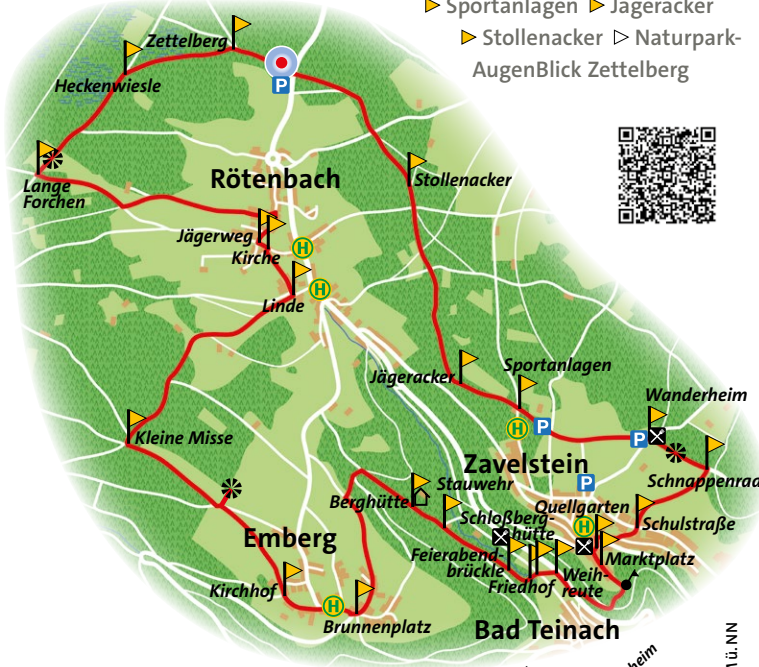 ▶ Sportanlagen ▶ Jägeracker
▶ Stollenacker ▷ Naturpark-
AugenBlick Zettelberg
Zettelberg
P
Heckenwiesle
Lange
Forchen
Rötenbach
Stollenacker
Jägerweg
Kirche
H
Linde
H
Jägeracker
Sportanlagen
Wanderheim
Kleine Misse
H
P
P
Zavelstein
Schnappenrad
Berghütte
Stauwehr
P
Quellgarten
Schloßberg-
hütte
H
Schulstraße
Emberg
Feierabend-
brückle
Marktplatz
Friedhof
Weih-
reute
Kirchhof
H
Brunnenplatz
Bad Teinach
heim
ü.NN